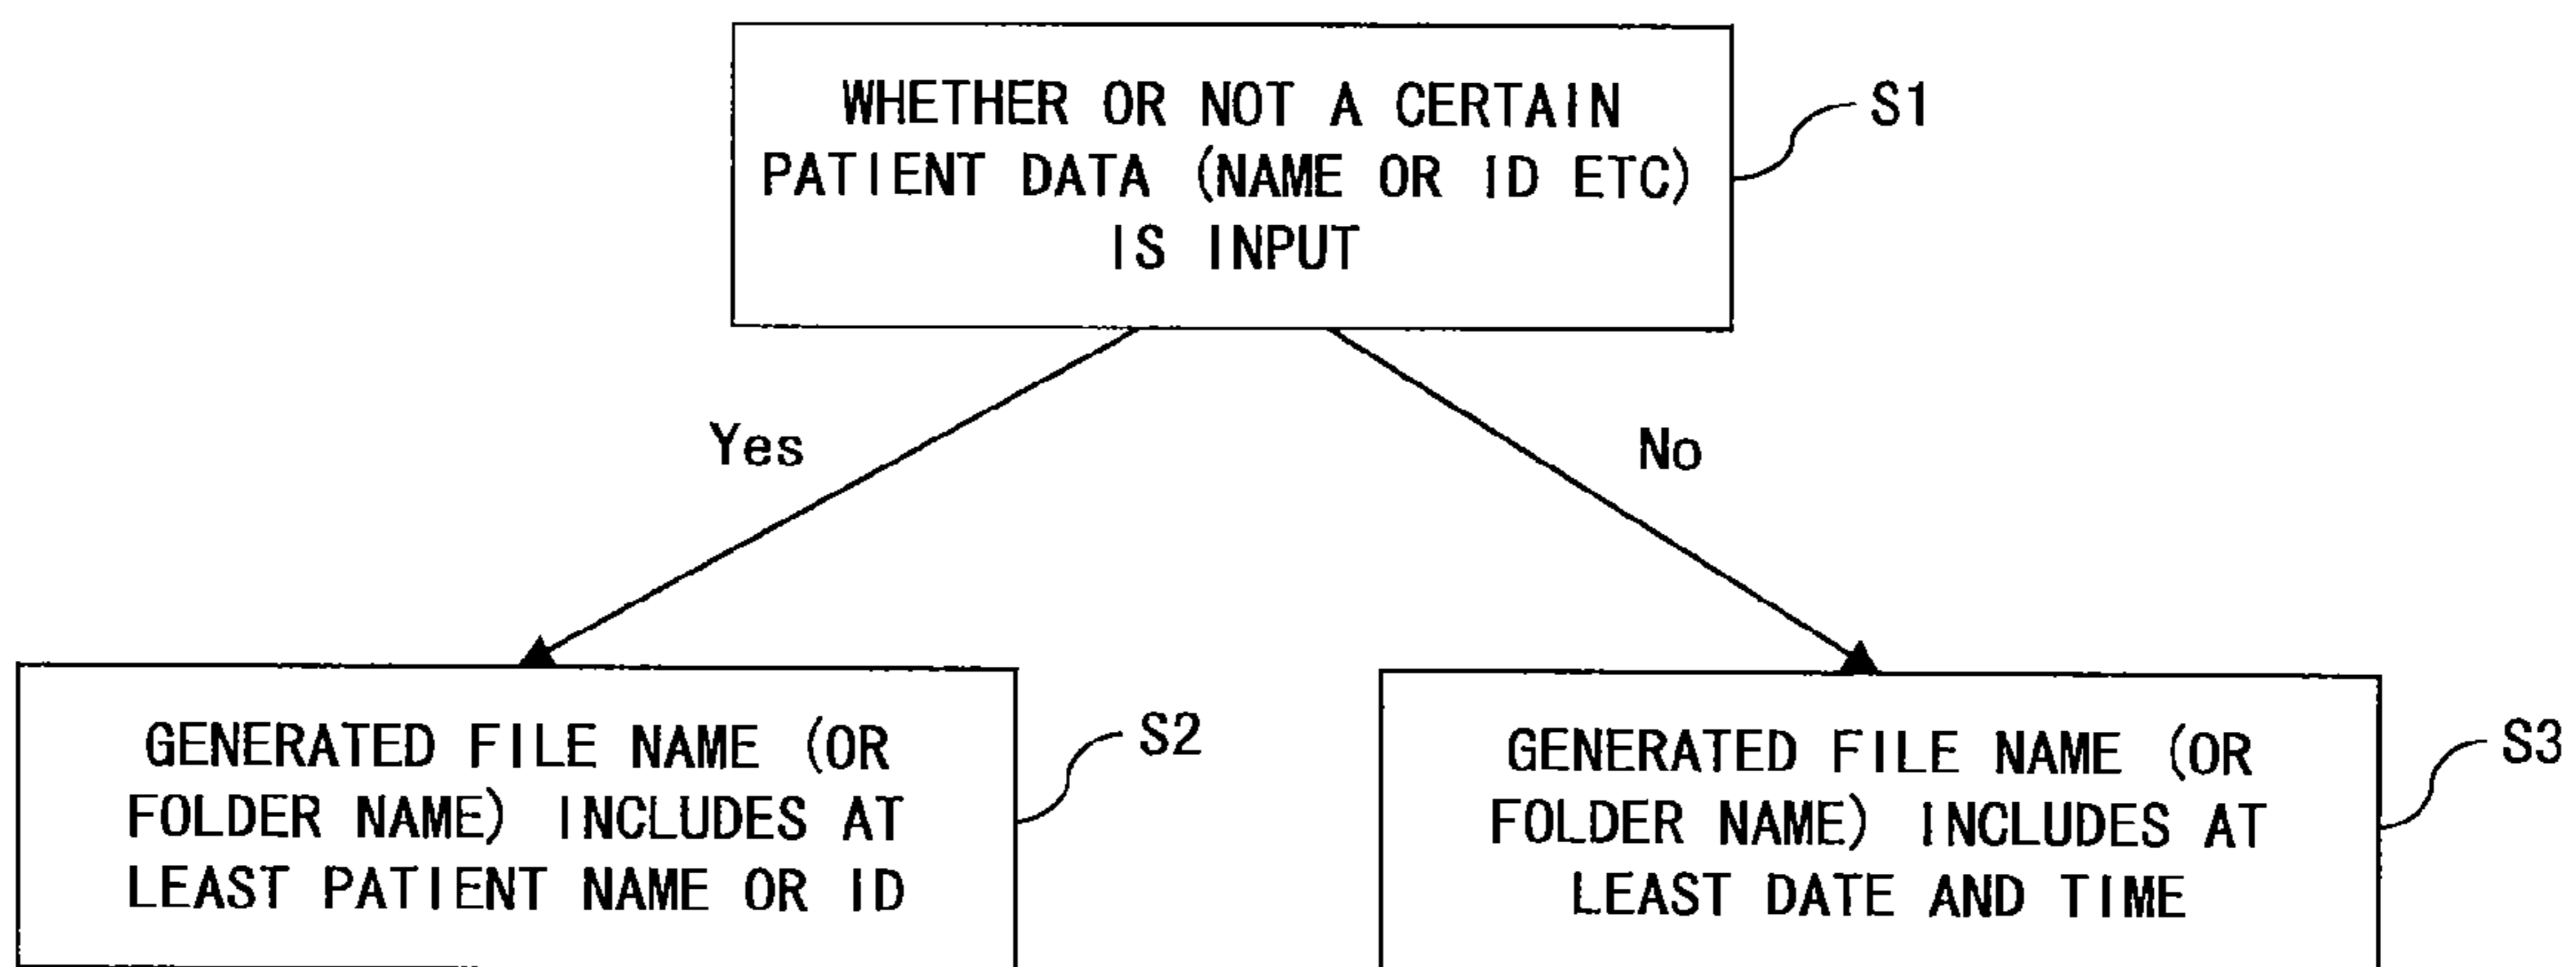 WHETHER OR NOT A CERTAIN
PATIENT DATA (NAME OR ID ETC)
IS INPUT
S1
Yes
No
GENERATED FILE NAME (OR
FOLDER NAME) INCLUDES AT
LEAST PATIENT NAME OR ID
S2
GENERATED FILE NAME (OR
FOLDER NAME) INCLUDES AT
LEAST DATE AND TIME
S3